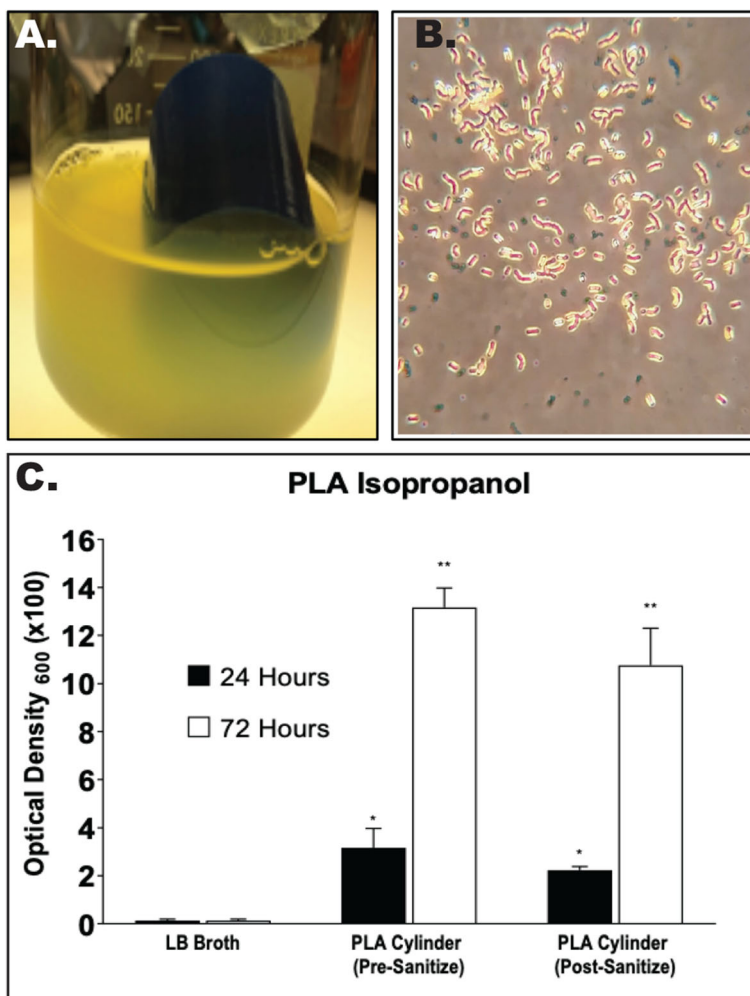 A.
150
B.
C.
PLA Isopropanol
Optical Density 600 (x100)
16
14
12
10
8
6
4
2
0
24 Hours
72 Hours
*
**
*
**
LB Broth
PLA Cylinder
(Pre-Sanitize)
PLA Cylinder
(Post-Sanitize)